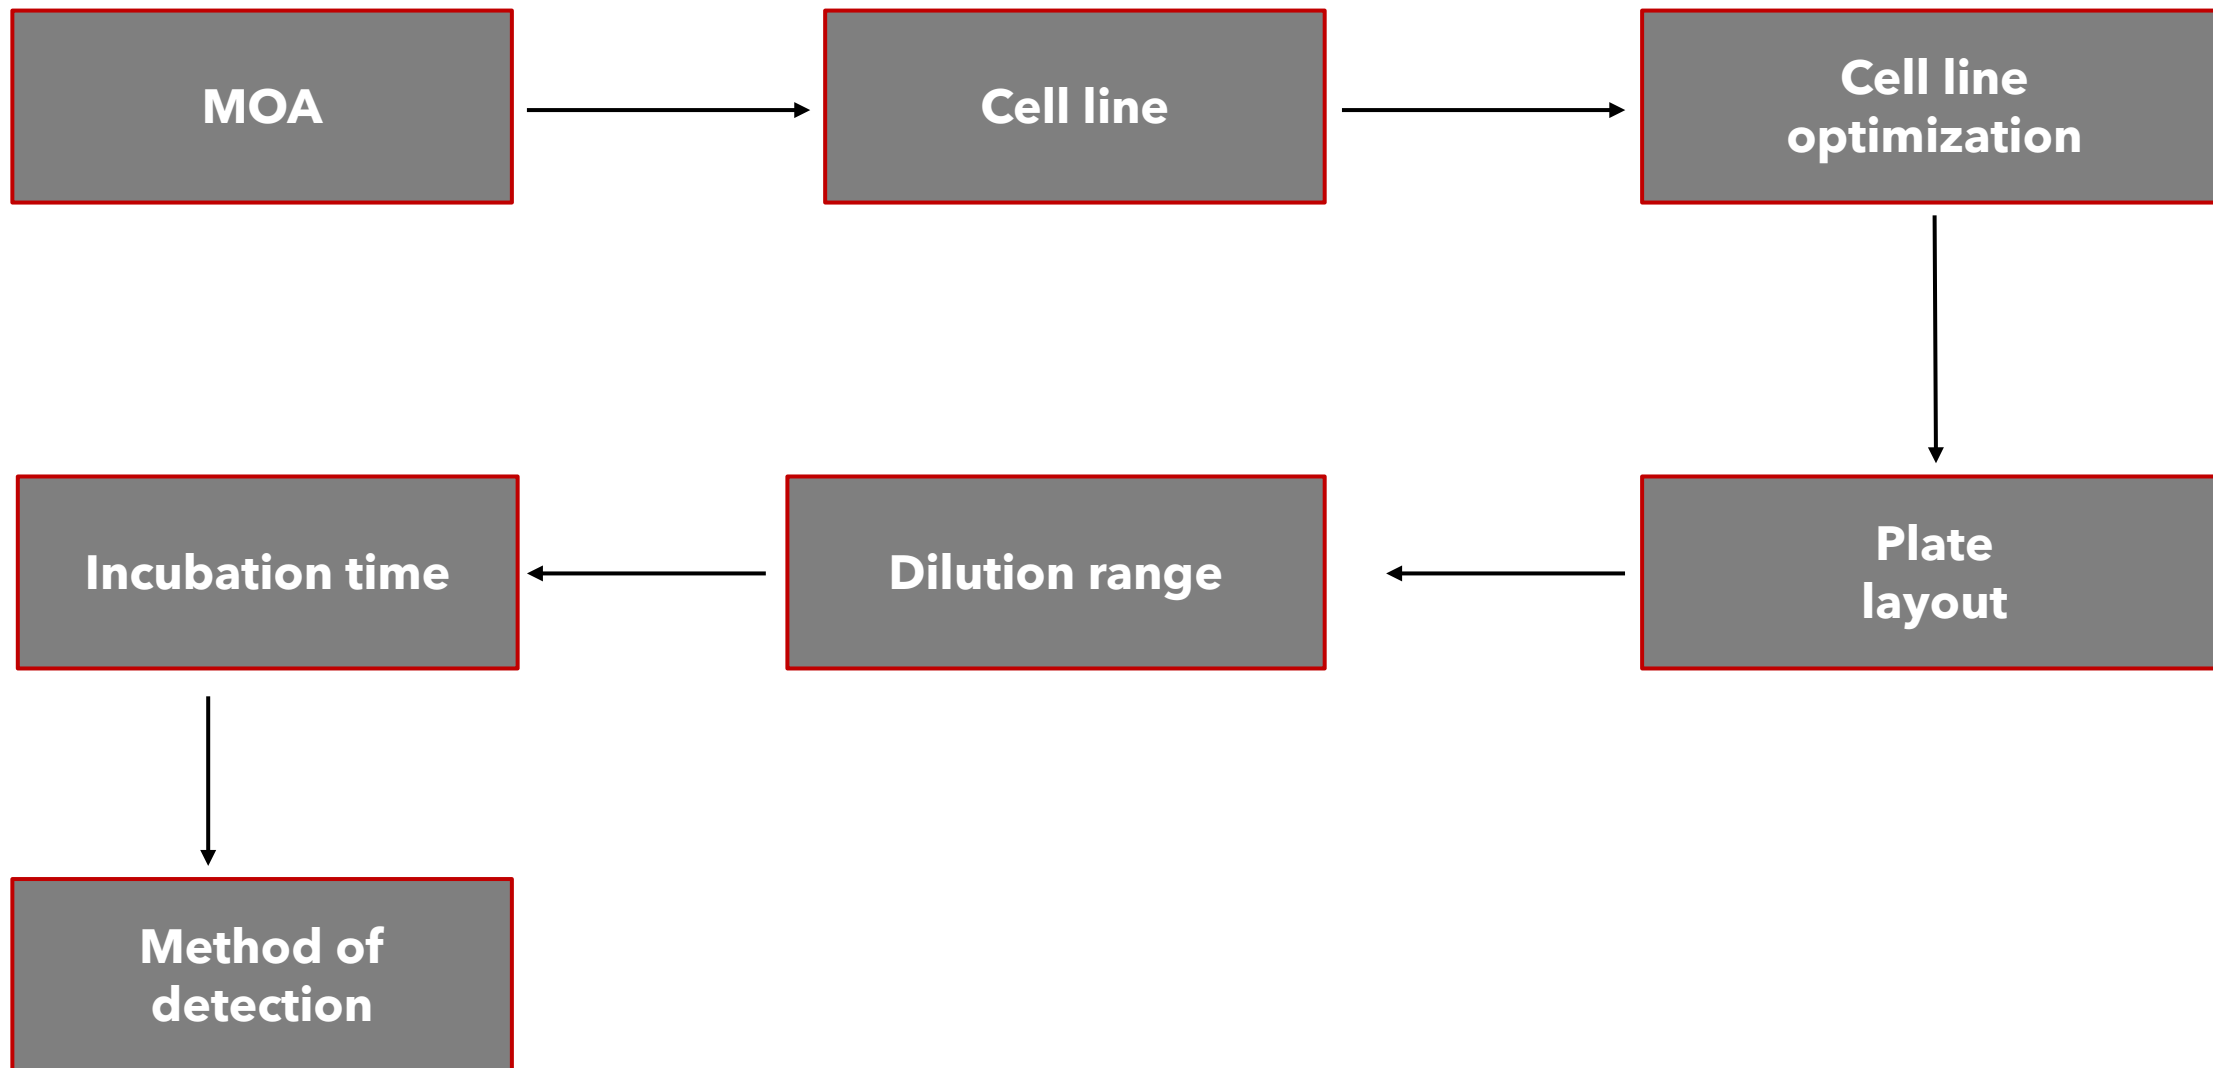 MOA
Cell line
Cell line
optimization
Plate
layout
Dilution range
Incubation time
Method of
detection